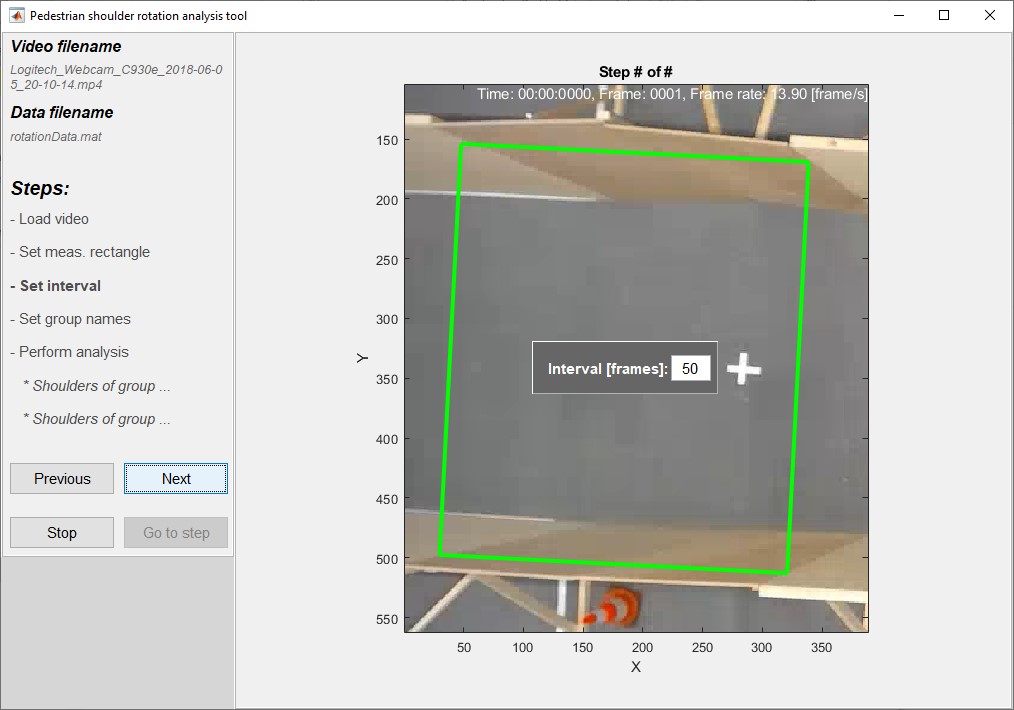 Pedestrian shoulder rotation analysis tool
Video filename
Logitech_Webcam_C930e_2018-06-0
5_20-10-14.mp4
Data filename
rotationData.mat
Steps:
- Load video
- Set meas. rectangle
- Set interval
- Set group names
- Perform analysis
* Shoulders of group ...
* Shoulders of group ...
Previous
Next
Stop
Go to step
Step # of #
Time: 00:00:0000, Frame: 0001, Frame rate: 13.90 [frame/s]
150
200
250
300
350
400
450
500
550
Y
Interval [frames]: 50
50 100 150 200 250 300 350
X